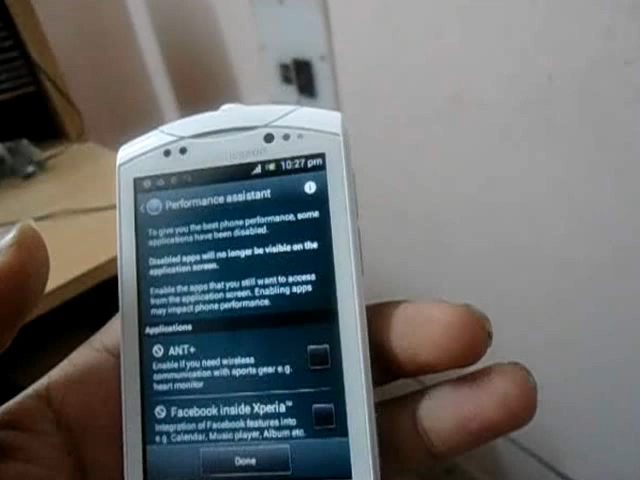 10:27 pm
Performance assistant
To give you the best phone performance, some
applications have been disabled.
Disabled apps will no longer be visible on the
application screen.
Enable the apps that you still want to access
from the application screen. Enabling apps
may impact phone performance.
Applications
ANT+
Enable if you need wireless
communication with sports gear e.g.
heart monitor
Facebook inside Xperia™
Integration of Facebook features into
e.g. Calendar, Music player, Album etc.
Done